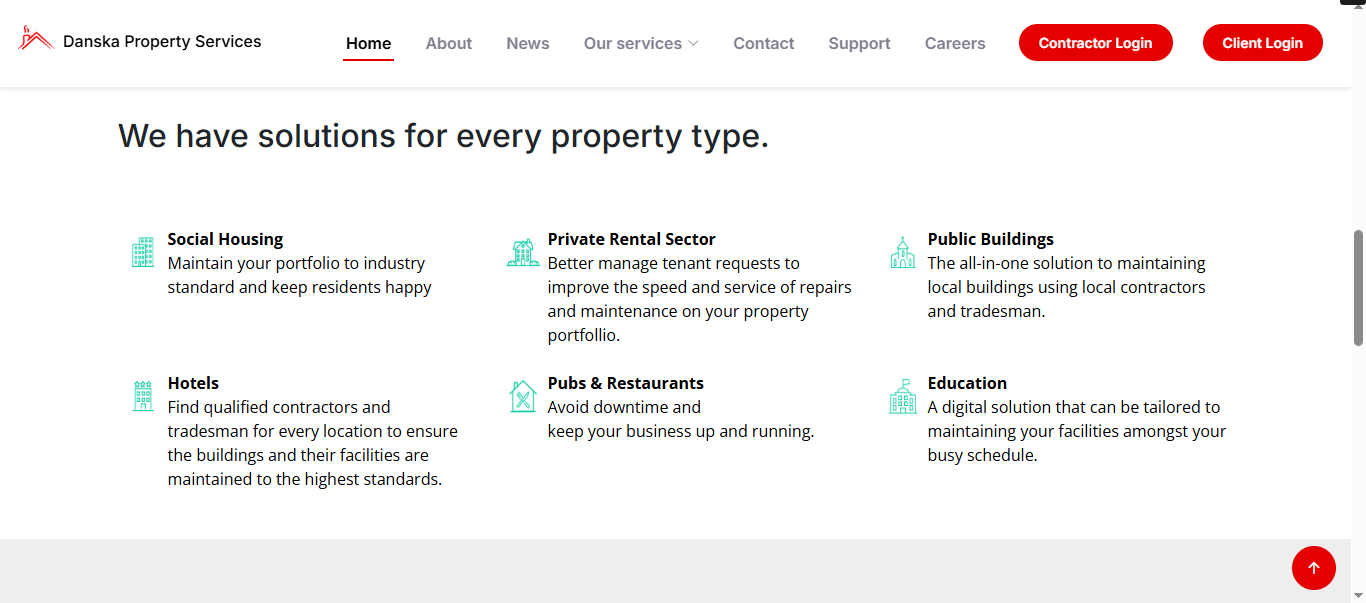 Danska Property Services
Home
About
News
Our services
Contact
Support
Careers
Contractor Login
Client Login
We have solutions for every property type.
Social Housing
Maintain your portfolio to industry
standard and keep residents happy
Private Rental Sector
Better manage tenant requests to
improve the speed and service of repairs
and maintenance on your property
portfollio.
Public Buildings
The all-in-one solution to maintaining
local buildings using local contractors
and tradesman.
Hotels
Find qualified contractors and
tradesman for every location to ensure
the buildings and their facilities are
maintained to the highest standards.
Pubs & Restaurants
Avoid downtime and
keep your business up and running.
Education
A digital solution that can be tailored to
maintaining your facilities amongst your
busy schedule.